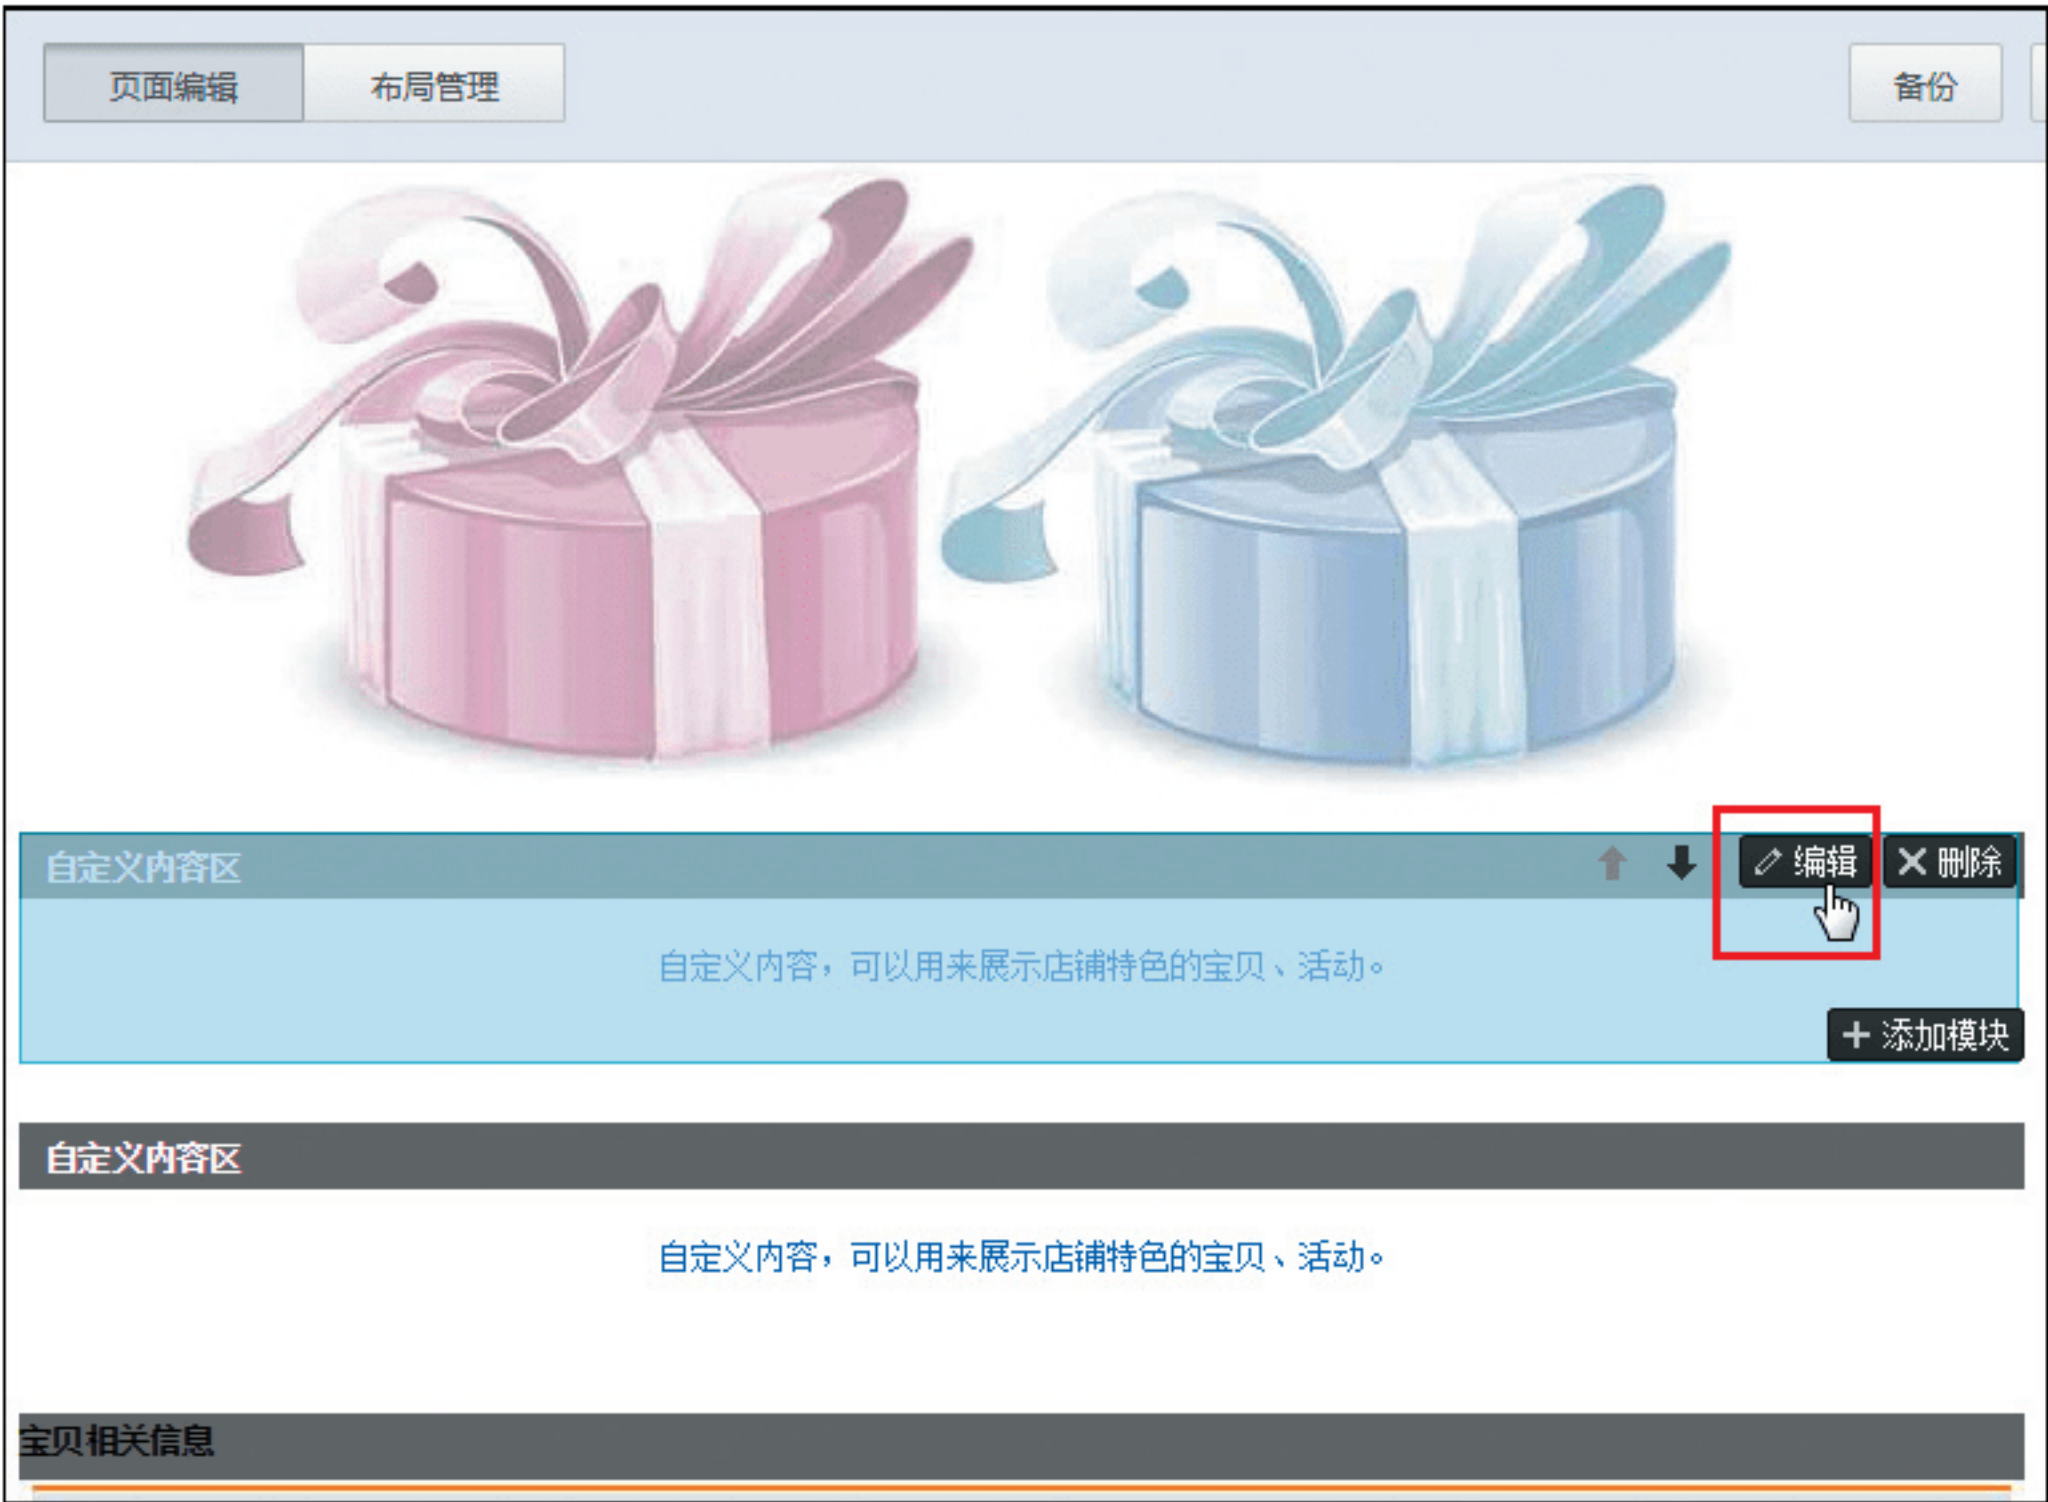 页面编辑 布局管理 备份
自定义内容区 编辑 删除
自定义内容，可以用来展示店铺特色的宝贝、活动。
添加模块
自定义内容区
自定义内容，可以用来展示店铺特色的宝贝、活动。
宝贝相关信息